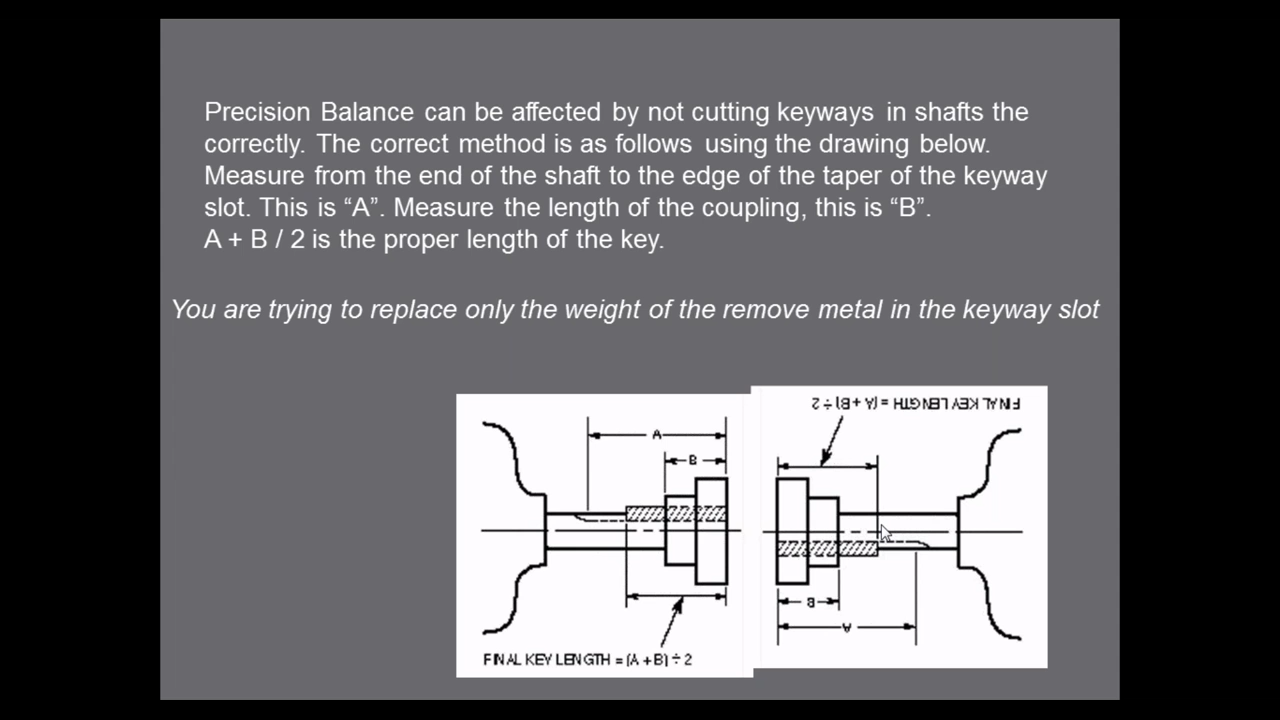 Precision Balance can be affected by not cutting keyways in shafts the
correctly. The correct method is as follows using the drawing below.
Measure from the end of the shaft to the edge of the taper of the keyway
slot. This is “A”. Measure the length of the coupling, this is “B”.
A + B / 2 is the proper length of the key.
You are trying to replace only the weight of the remove metal in the keyway slot
A
B
FINAL KEY LENGTH = (A + B) ÷ 2
FINAL KEY LENGTH = (A + B) ÷ 2
B
A